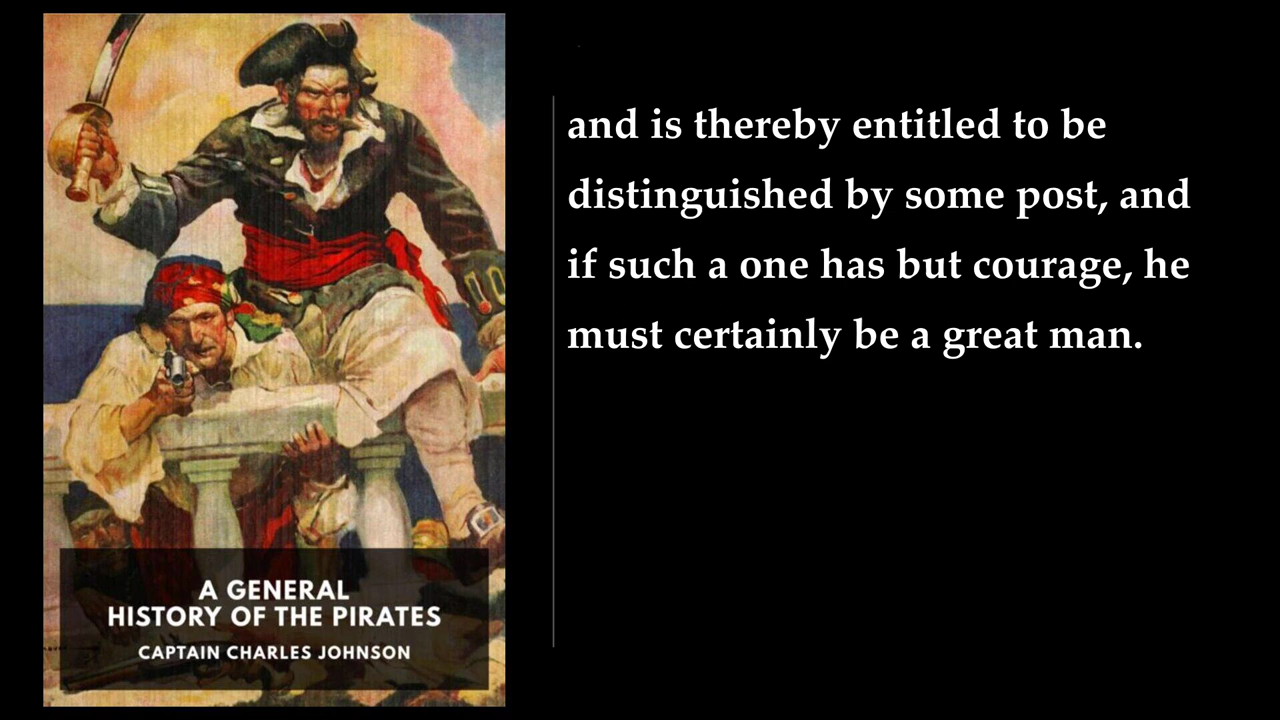 and is thereby entitled to be
distinguished by some post, and
if such a one has but courage, he
must certainly be a great man.
A GENERAL
HISTORY OF THE PIRATES
CAPTAIN CHARLES JOHNSON